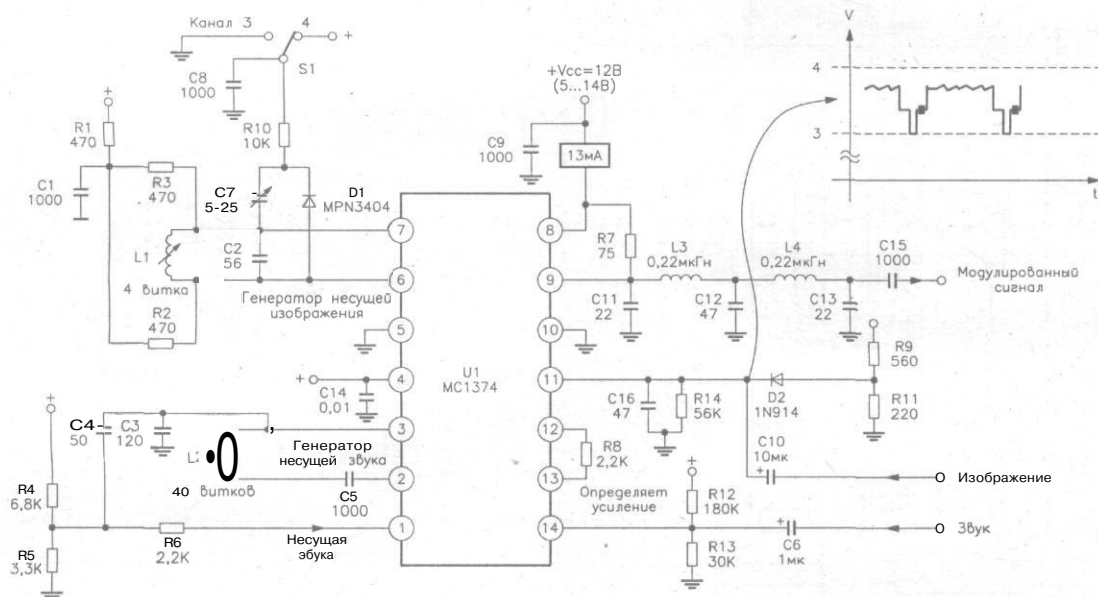 Канал 3
4
+
S1
C8
1000
+
R1
470
R10
10K
+Vcc=12В
(5...14В)
C9
1000
13мА
V
4
3
t
C1
1000
R3
470
C7
5-25
D1
MPN3404
L1
4 витка
C2
56
R2
470
Генератор несущей
изображения
7
6
5
4
3
2
1
U1
MC1374
8
9
10
11
12
13
14
R7
75
L3
0,22мкГн
L4
0,22мкГн
C15
1000
Модулированный
сигнал
C11
22
C12
47
C13
22
R9
560
R11
220
+
C14
0,01
C16
47
R14
56K
D2
1N914
C10
10мк
+
Изображение
+
C4
50
C3
120
40 витков
Генератор
несущей звука
C5
1000
R8
2,2K
Определяет
усиление
+
R12
180K
R4
6,8K
R5
3,3K
R6
2,2K
Несущая
эбука
R13
30K
+
C6
1мк
Звук